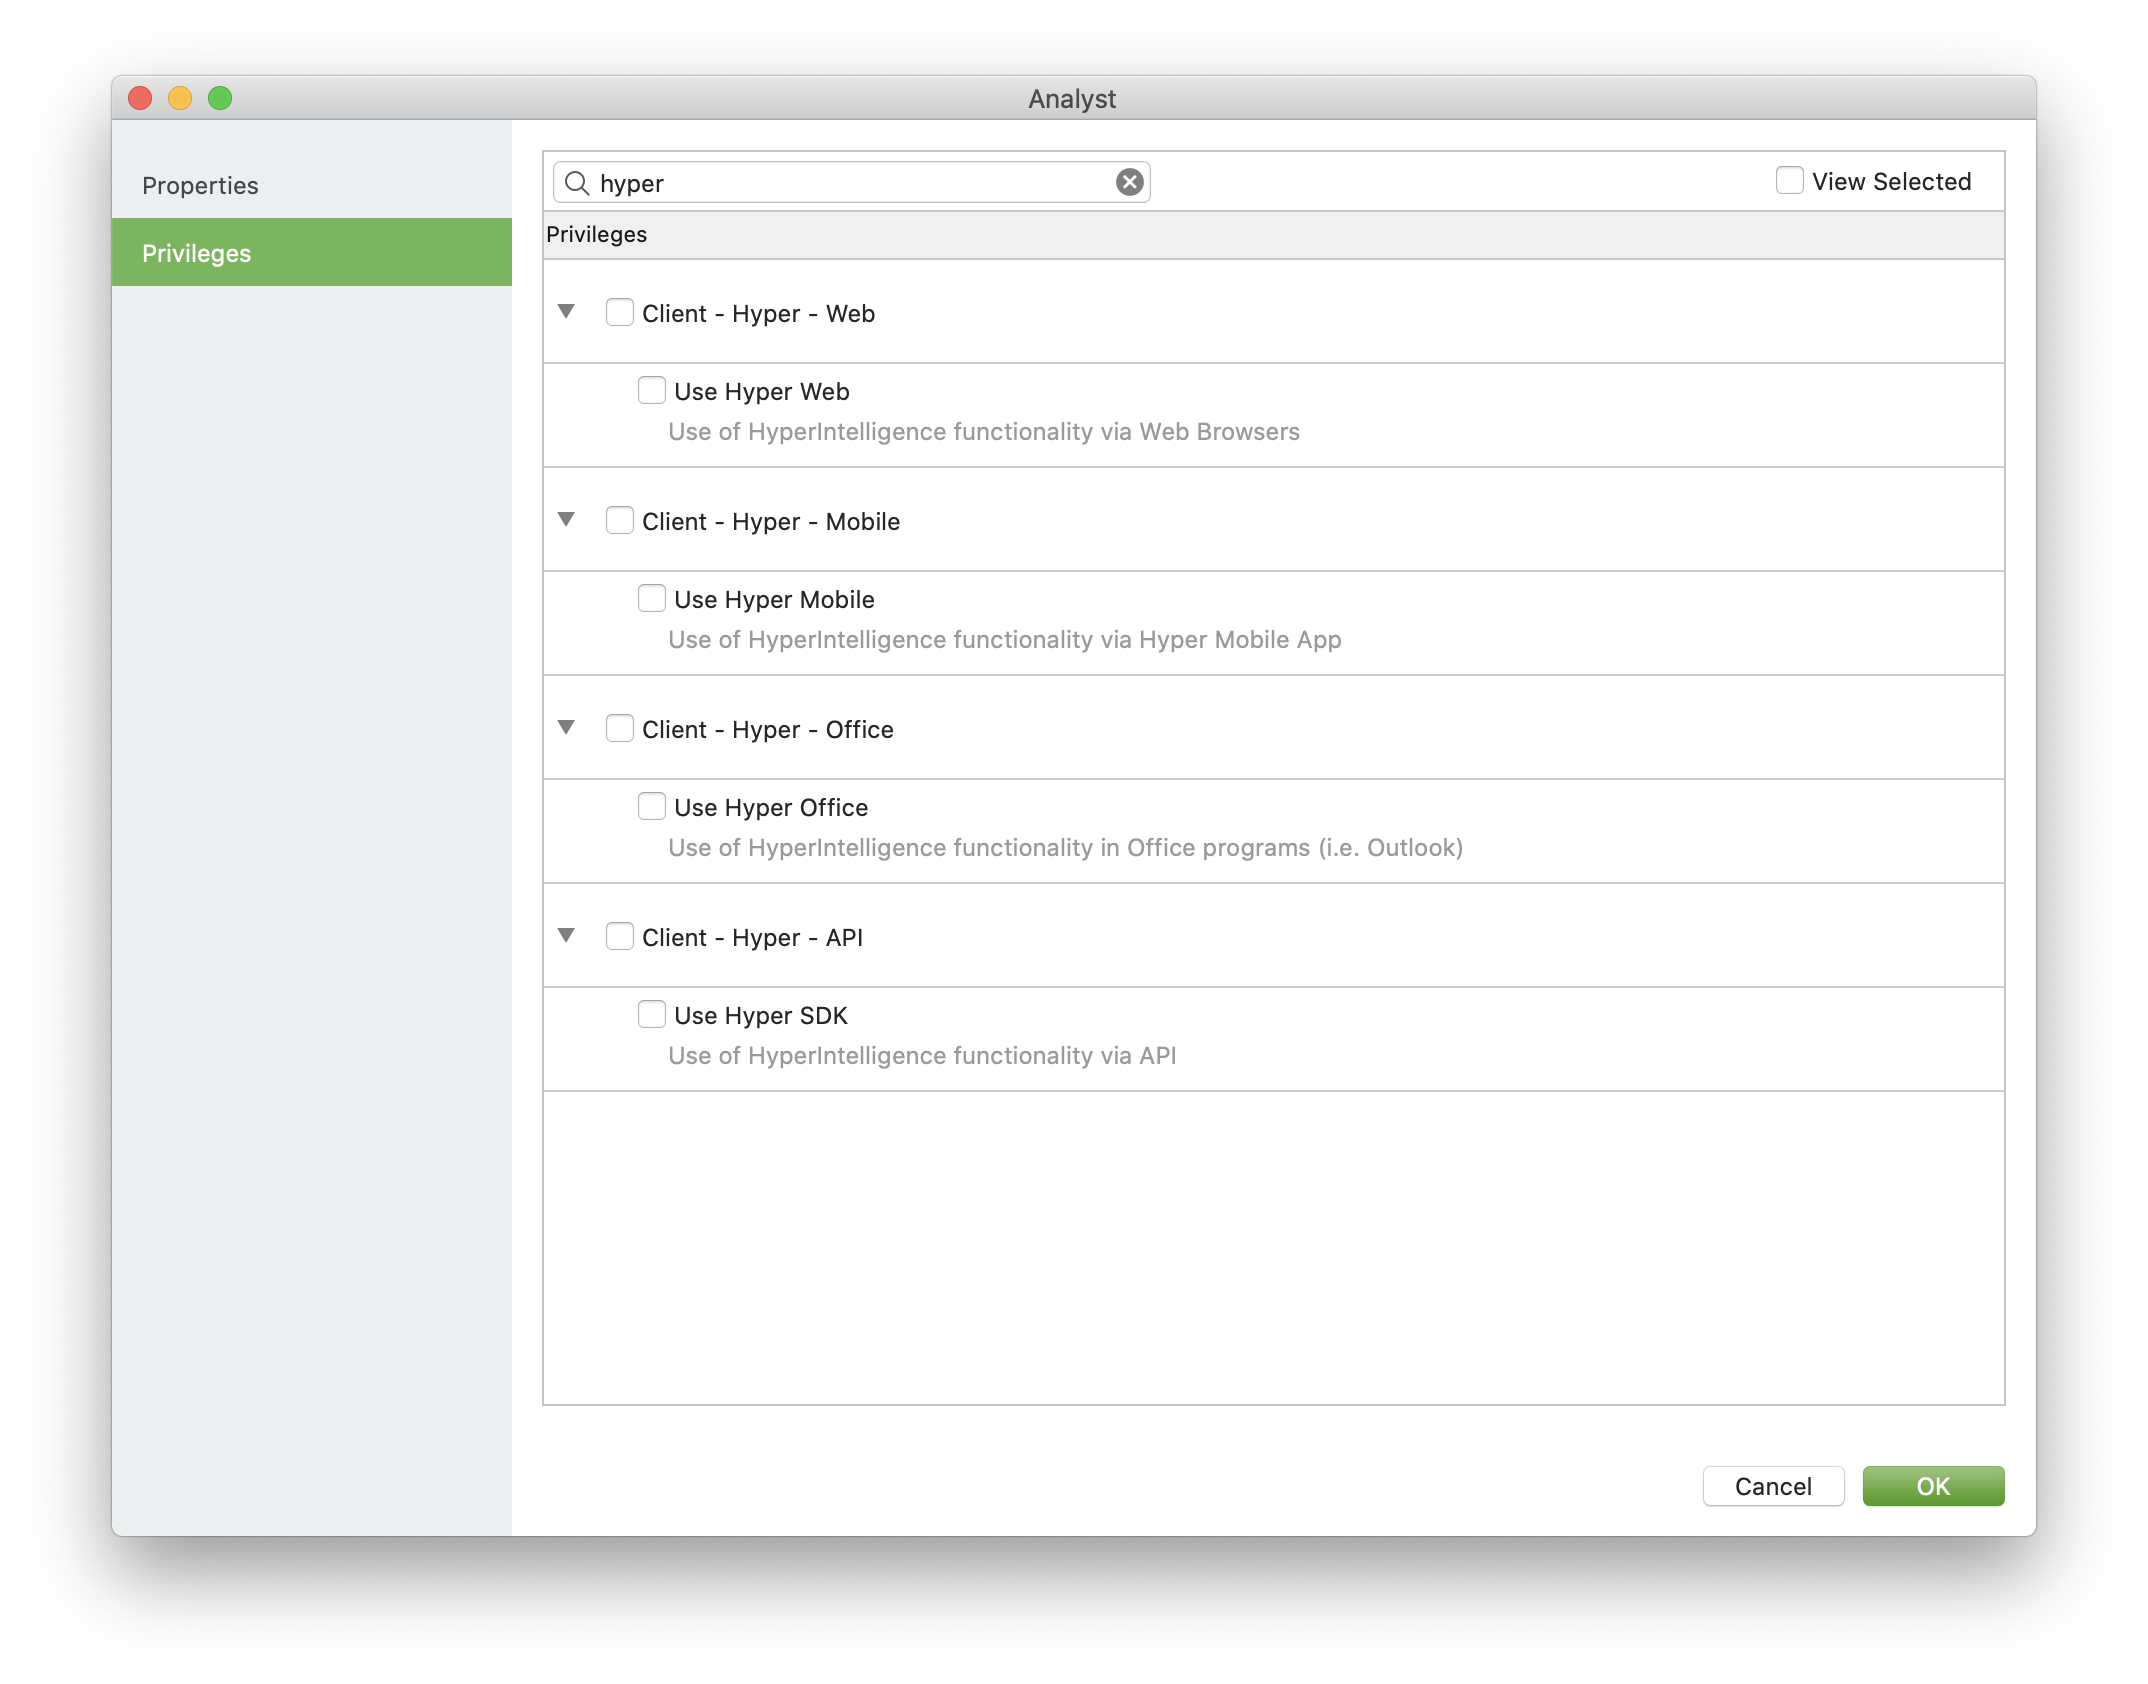 Analyst
Properties
Privileges
hyper
View Selected
Privileges
Client - Hyper - Web
Use Hyper Web
Use of HyperIntelligence functionality via Web Browsers
Client - Hyper - Mobile
Use Hyper Mobile
Use of HyperIntelligence functionality via Hyper Mobile App
Client - Hyper - Office
Use Hyper Office
Use of HyperIntelligence functionality in Office programs (i.e. Outlook)
Client - Hyper - API
Use Hyper SDK
Use of HyperIntelligence functionality via API
Cancel
OK